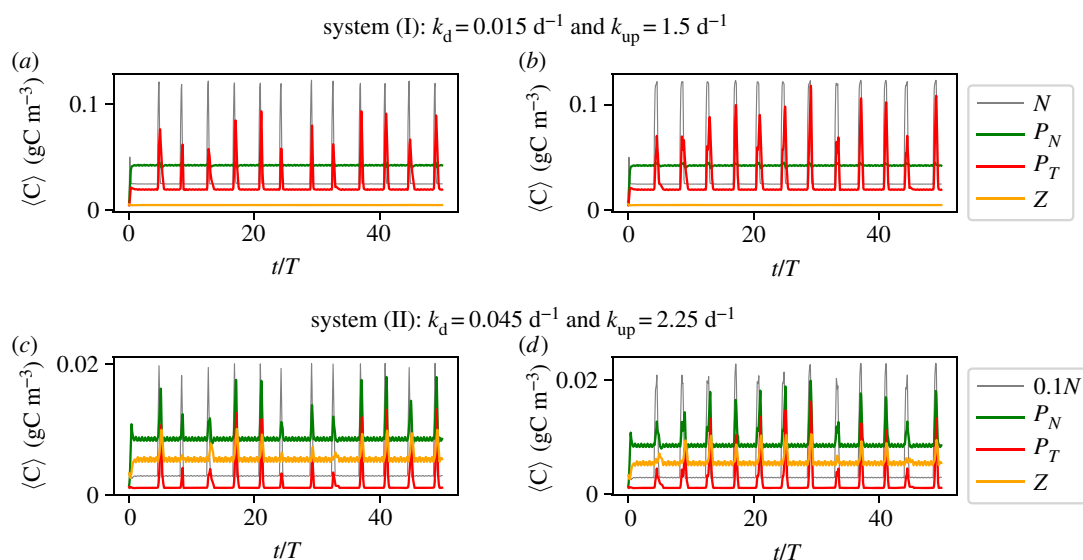 system (I): k_d = 0.015 d⁻¹ and k_up = 1.5 d⁻¹
(a)
(b)
⟨C⟩ (gC m⁻³)
0.1
0
0 20 40
t/T
⟨C⟩ (gC m⁻³)
0.1
0
0 20 40
t/T
N
P_N
P_T
Z
system (II): k_d = 0.045 d⁻¹ and k_up = 2.25 d⁻¹
(c)
(d)
⟨C⟩ (gC m⁻³)
0.02
0
0 20 40
t/T
⟨C⟩ (gC m⁻³)
0.02
0
0 20 40
t/T
0.1N
P_N
P_T
Z